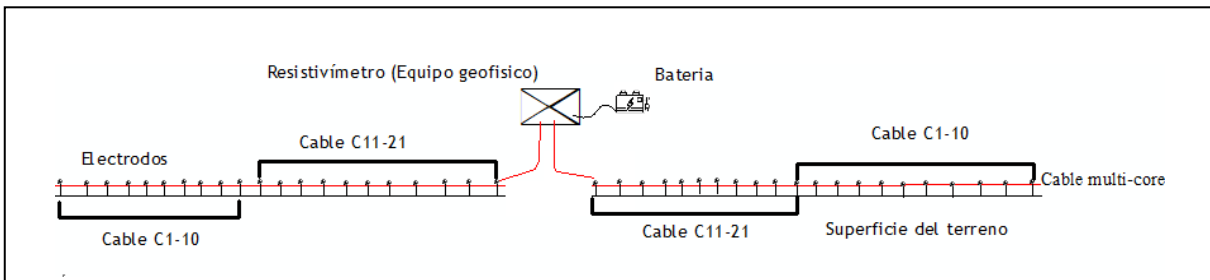 Resistivímetro (Equipo geofisico)
Bateria
Cable C11-21
Cable C1-10
Electrodos
Cable multi-core
Cable C1-10
Cable C11-21
Superficie del terreno